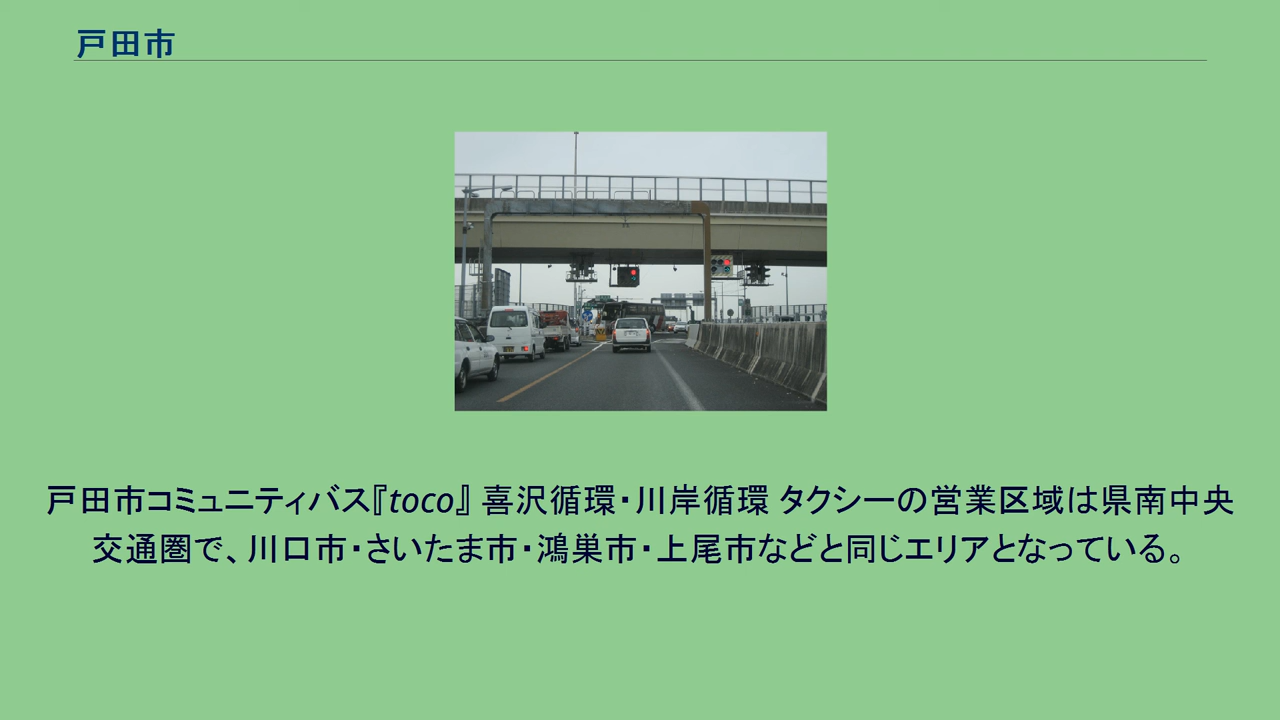 戸田市
戸田市コミュニティバス『toco』 喜沢循環・川岸循環 タクシーの営業区域は県南中央
交通圏で、川口市・さいたま市・鴻巣市・上尾市などと同じエリアとなっている。